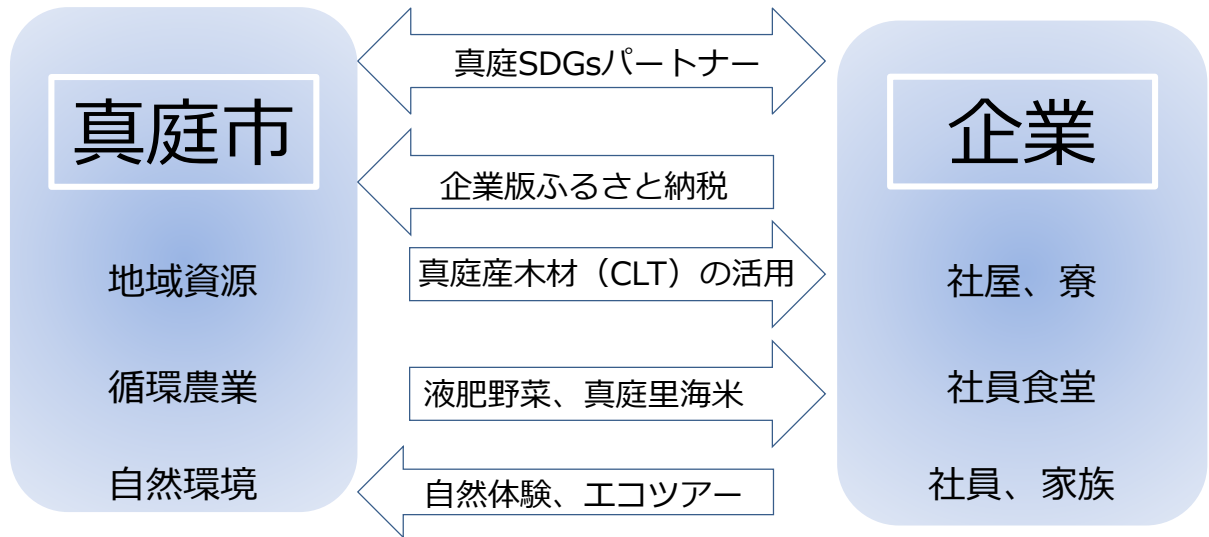 真庭SDGsパートナー
真庭市
企業
企業版ふるさと納税
地域資源
真庭産木材（CLT）の活用
社屋、寮
循環農業
液肥野菜、真庭里海米
社員食堂
自然環境
自然体験、エコツアー
社員、家族